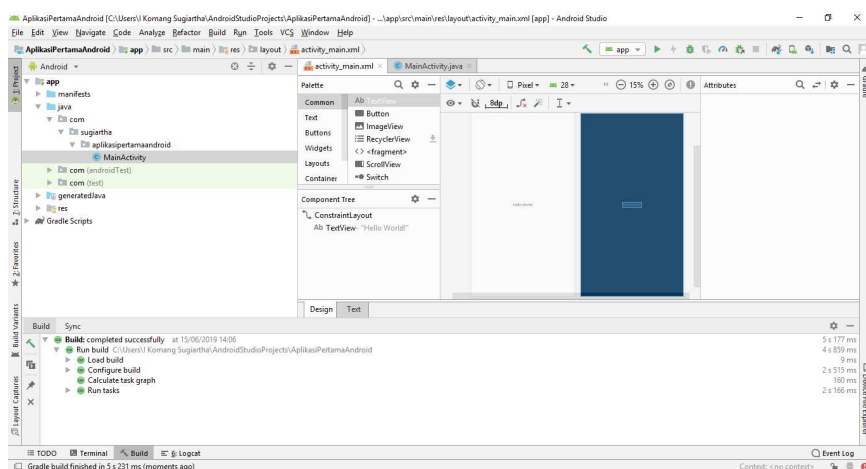 AplikasiPertamaAndroid [C:\Users\I Komang Sugiartha\AndroidStudioProjects\AplikasiPertamaAndroid] - ...\app\src\main\res\layout\activity_main.xml [app] - Android Studio
File Edit View Navigate Code Analyze Refactor Build Run Tools VCS Window Help
AplikasiPertamaAndroid app src main res layout activity_main.xml app
Android activity_main.xml MainActivity.java
1: Project
app
manifests
java
com
sugiartha
aplikasipertamaandroid
MainActivity
com (androidTest)
com (test)
generatedJava
res
Gradle Scripts
Palette
Common
Text
Buttons
Widgets
Layouts
Container
Ab TextView
Button
ImageView
RecyclerView
<> <fragment>
ScrollView
Switch
Component Tree
ConstraintLayout
Ab TextView- "Hello World!"
Pixel 28 15%
8dp
Attributes
Design Text
7: Structure
2: Favorites
Build Variants
Layout Captures
Build Sync
Build: completed successfully at 15/06/2019 14:06 5 s 177 ms
Run build C:\Users\I Komang Sugiartha\AndroidStudioProjects\AplikasiPertamaAndroid 4 s 859 ms
Load build 9 ms
Configure build 2 s 515 ms
Calculate task graph 160 ms
Run tasks 2 s 166 ms
Device File Explorer
TODO Terminal Build 6: Logcat Event Log
Gradle build finished in 5 s 231 ms (moments ago) Context: <no context>